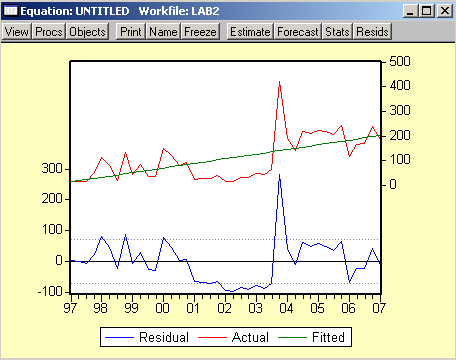 Equation: UNTITLED Workfile: LAB2
View Procs Objects Print Name Freeze Estimate Forecast Stats Resids
500
400
300
200
100
0
300
200
100
0
-100
97 98 99 00 01 02 03 04 05 06 07
Residual Actual Fitted